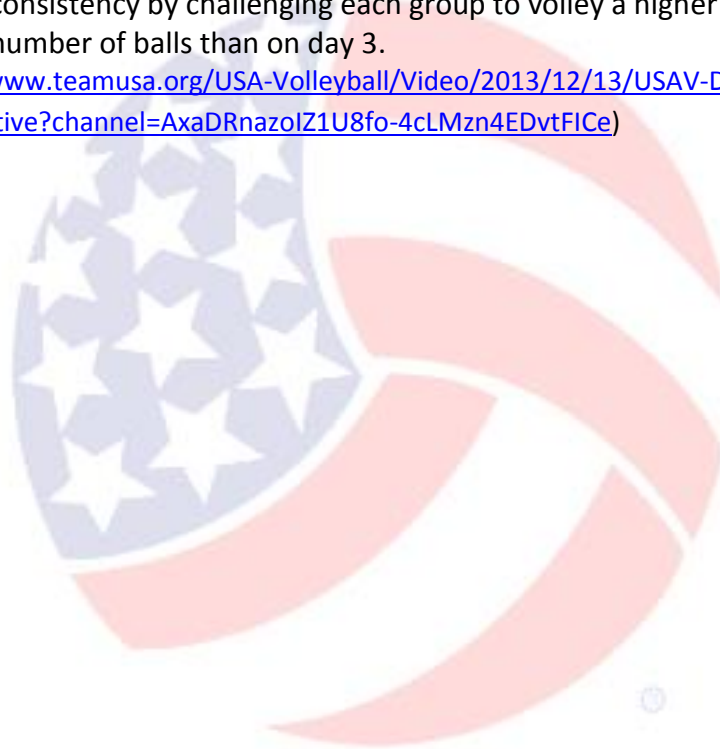 consistency by challenging each group to volley a higher
number of balls than on day 3.
www.teamusa.org/USA-Volleyball/Video/2013/12/13/USAV-D
tive?channel=AxaDRnazoIZ1U8fo-4cLMzn4EDvtFICe)